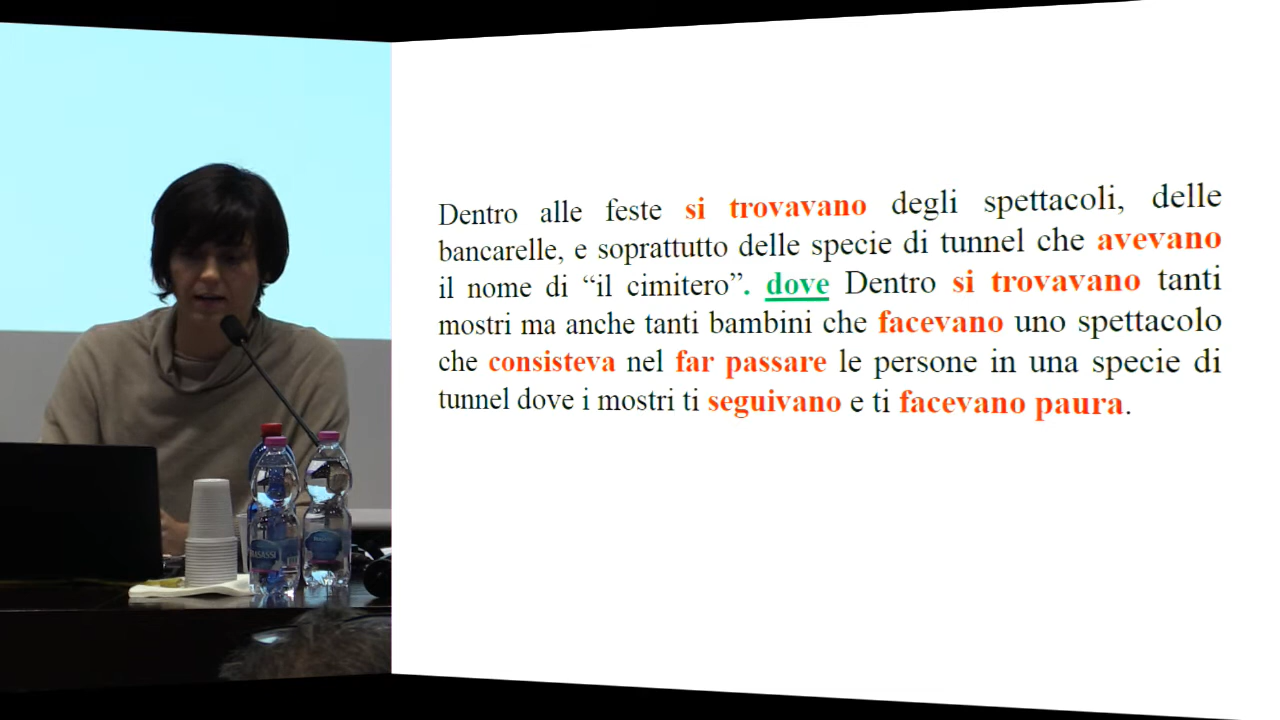 Dentro alle feste si trovavano degli spettacoli, delle
bancarelle, e soprattutto delle specie di tunnel che avevano
il nome di “il cimitero”. dove Dentro si trovavano tanti
mostri ma anche tanti bambini che facevano uno spettacolo
che consisteva nel far passare le persone in una specie di
tunnel dove i mostri ti seguivano e ti facevano paura.